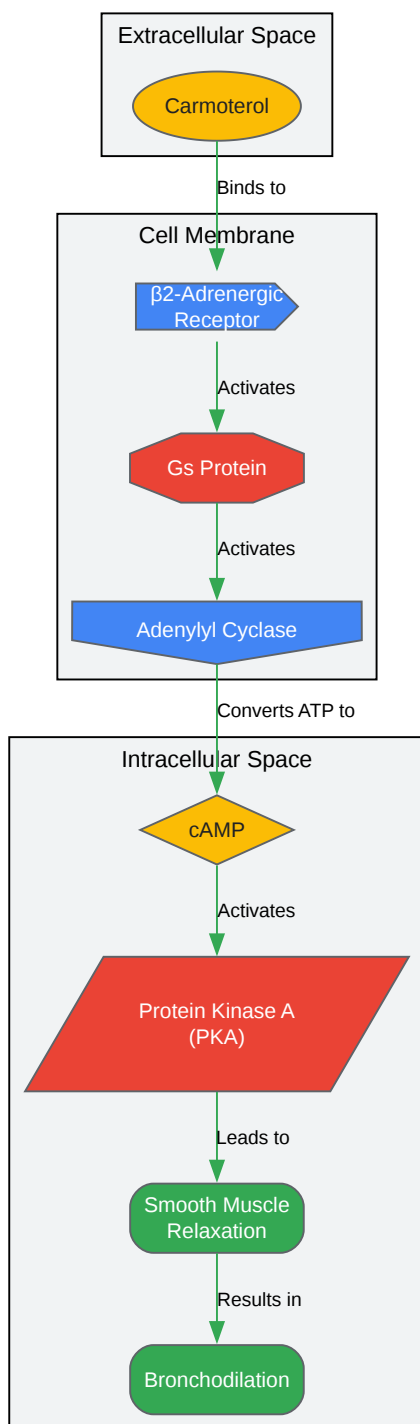 Extracellular Space
Carmoterol
Binds to
Cell Membrane
β2-Adrenergic
Receptor
Activates
Gs Protein
Activates
Adenylyl Cyclase
Converts ATP to
Intracellular Space
cAMP
Activates
Protein Kinase A
(PKA)
Leads to
Smooth Muscle
Relaxation
Results in
Bronchodilation